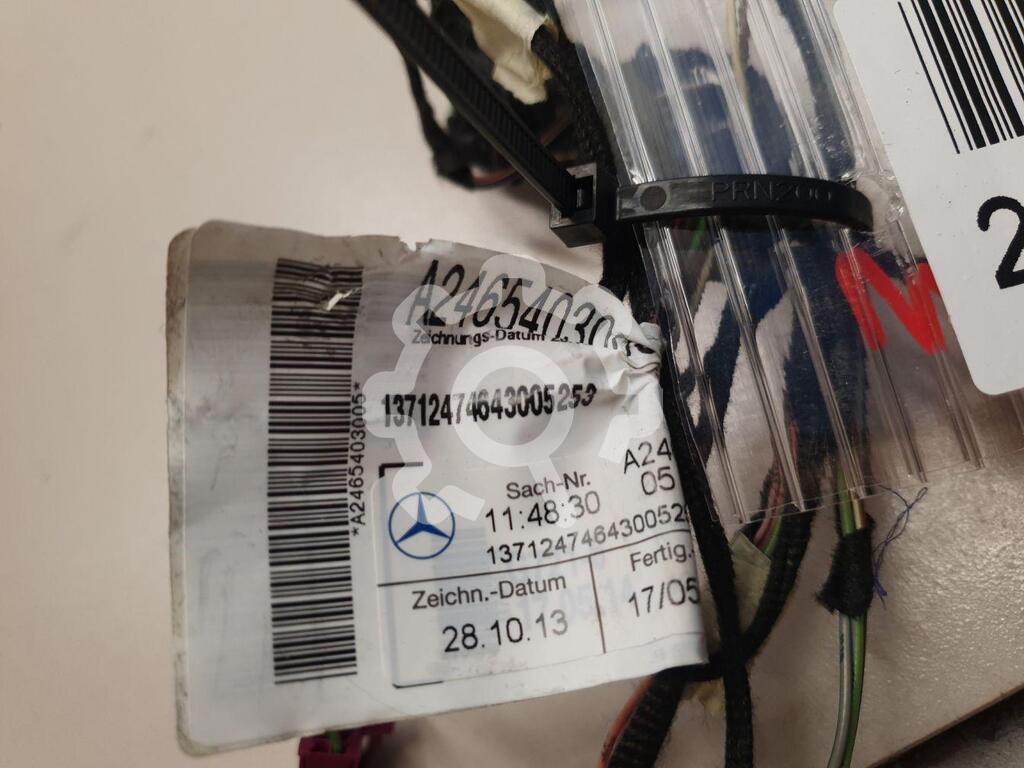 PRN200
2
N
A24654030
Zeichnungs-Datum
13712474643005253
*A2465403005*
Sach-Nr.
A24
11:48:30
05
1371247464300525
Zeichn.-Datum
Fertig.-
28.10.13
17/05